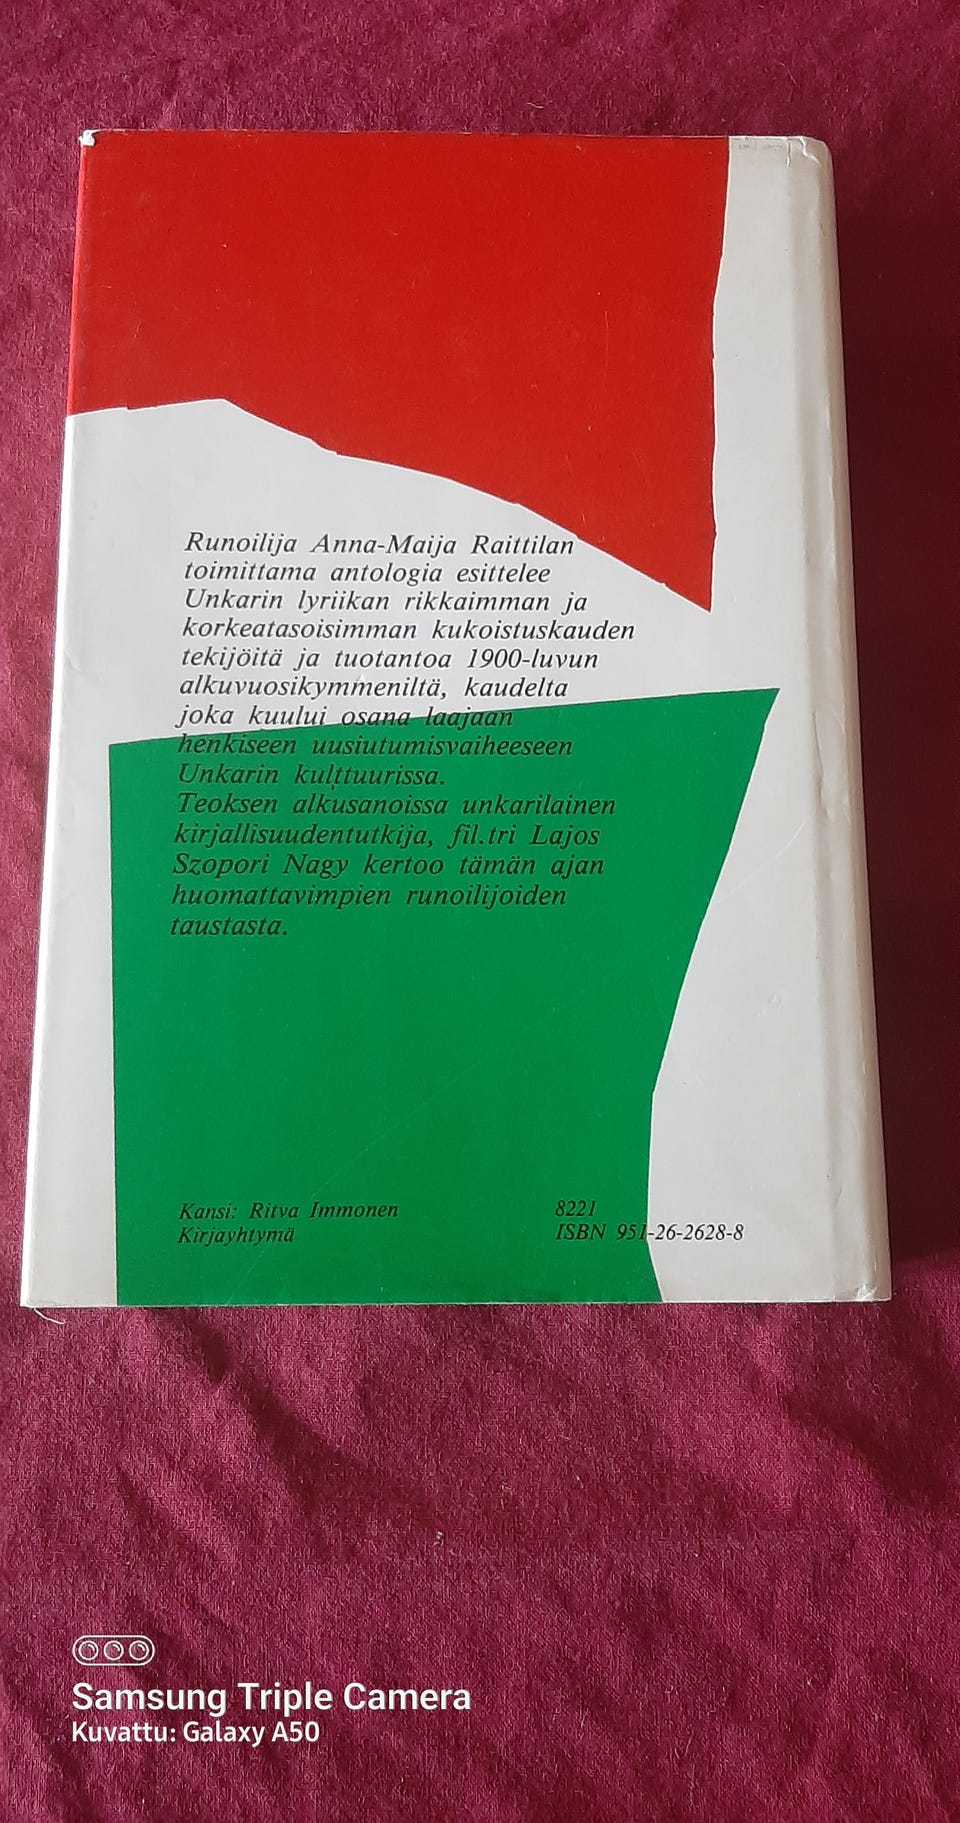 Runoilija Anna-Maija Raittilan
toimittama antologia esittelee
Unkarin lyriikan rikkaimman ja
korkeatasoisimman kukoistuskauden
tekijöitä ja tuotantoa 1900-luvun
alkuvuosikymmeniltä, kaudelta
joka kuului osana laajaan
henkiseen uusiutumisvaiheeseen
Unkarin kulttuurissa.
Teoksen alkusanoissa unkarilainen
kirjallisuudentutkija, fil.tri Lajos
Szopori Nagy kertoo tämän ajan
huomattavimpien runoilijoiden
taustasta.
Kansi: Ritva Immonen
Kirjayhtymä
8221
ISBN 951-26-2628-8
Samsung Triple Camera
Kuvattu: Galaxy A50